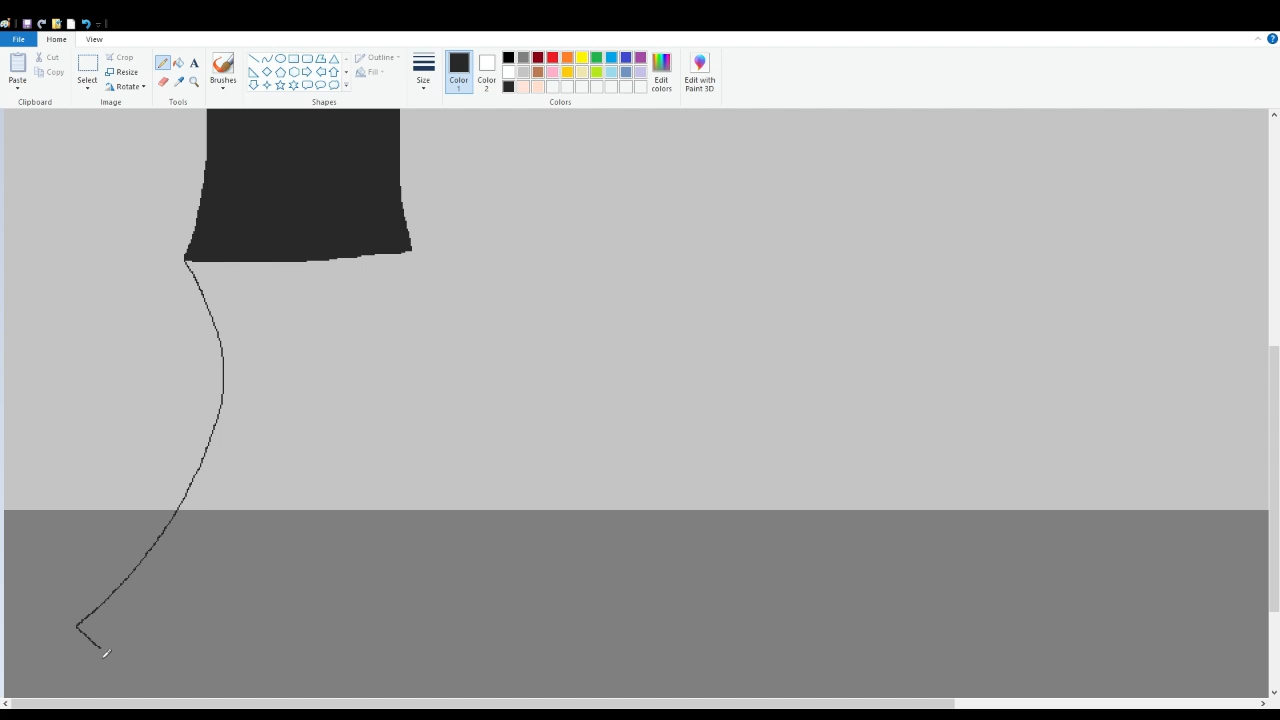 File Home View
Paste
Cut
Copy
Clipboard
Select
Crop
Resize
Rotate
Image
A
Tools
Brushes
Outline
Fill
Shapes
Size
Color
1
Color
2
Edit
colors
Colors
Edit with
Paint 3D